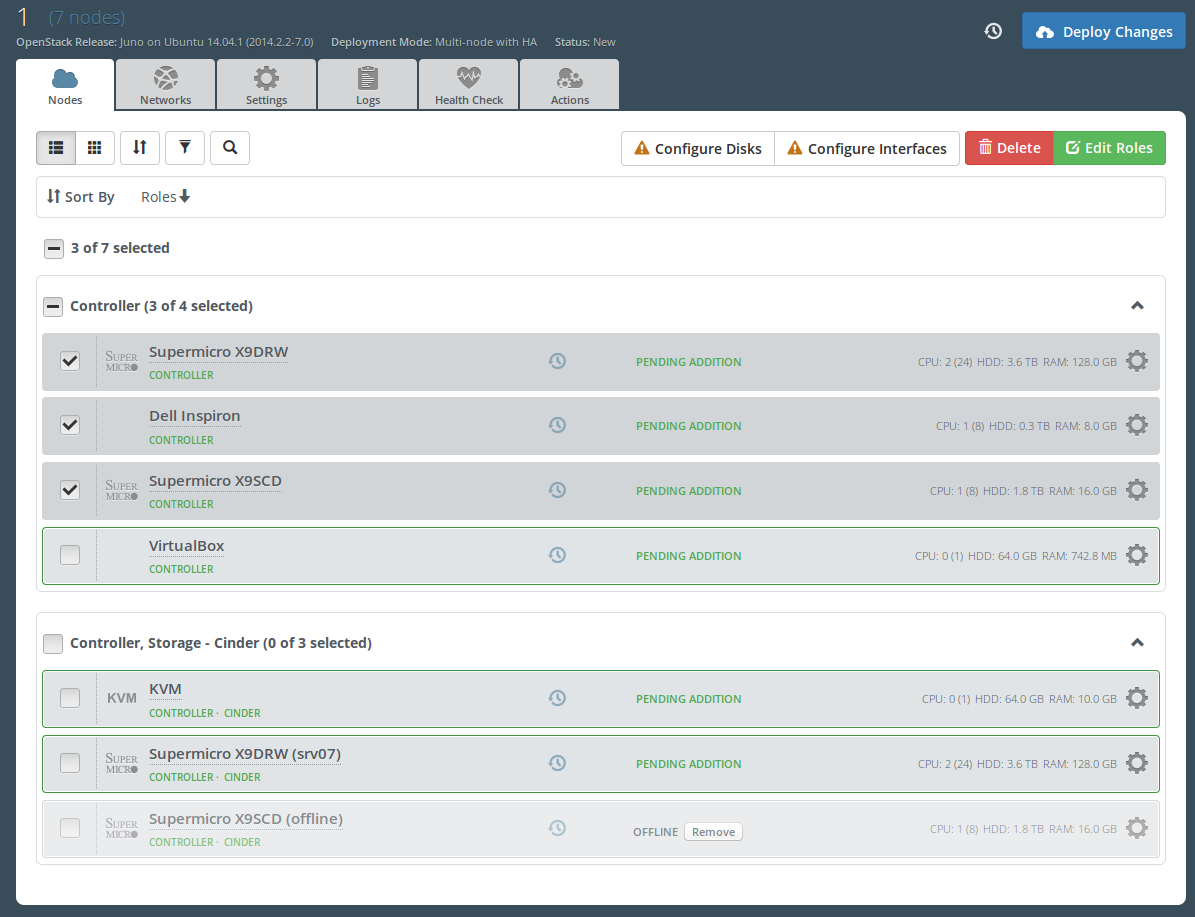 1 (7 nodes)
OpenStack Release: Juno on Ubuntu 14.04.1 (2014.2.2-7.0) Deployment Mode: Multi-node with HA Status: New
Deploy Changes
Nodes Networks Settings Logs Health Check Actions
Configure Disks Configure Interfaces Delete Edit Roles
Sort By Roles
3 of 7 selected
Controller (3 of 4 selected)
SUPER MICRO
Supermicro X9DRW
CONTROLLER
PENDING ADDITION
CPU: 2 (24) HDD: 3.6 TB RAM: 128.0 GB
Dell Inspiron
CONTROLLER
PENDING ADDITION
CPU: 1 (8) HDD: 0.3 TB RAM: 8.0 GB
SUPER MICRO
Supermicro X9SCD
CONTROLLER
PENDING ADDITION
CPU: 1 (8) HDD: 1.8 TB RAM: 16.0 GB
VirtualBox
CONTROLLER
PENDING ADDITION
CPU: 0 (1) HDD: 64.0 GB RAM: 742.8 MB
Controller, Storage - Cinder (0 of 3 selected)
KVM
KVM
CONTROLLER · CINDER
PENDING ADDITION
CPU: 0 (1) HDD: 64.0 GB RAM: 10.0 GB
SUPER MICRO
Supermicro X9DRW (srv07)
CONTROLLER · CINDER
PENDING ADDITION
CPU: 2 (24) HDD: 3.6 TB RAM: 128.0 GB
SUPER MICRO
Supermicro X9SCD (offline)
CONTROLLER · CINDER
OFFLINE Remove
CPU: 1 (8) HDD: 1.8 TB RAM: 16.0 GB